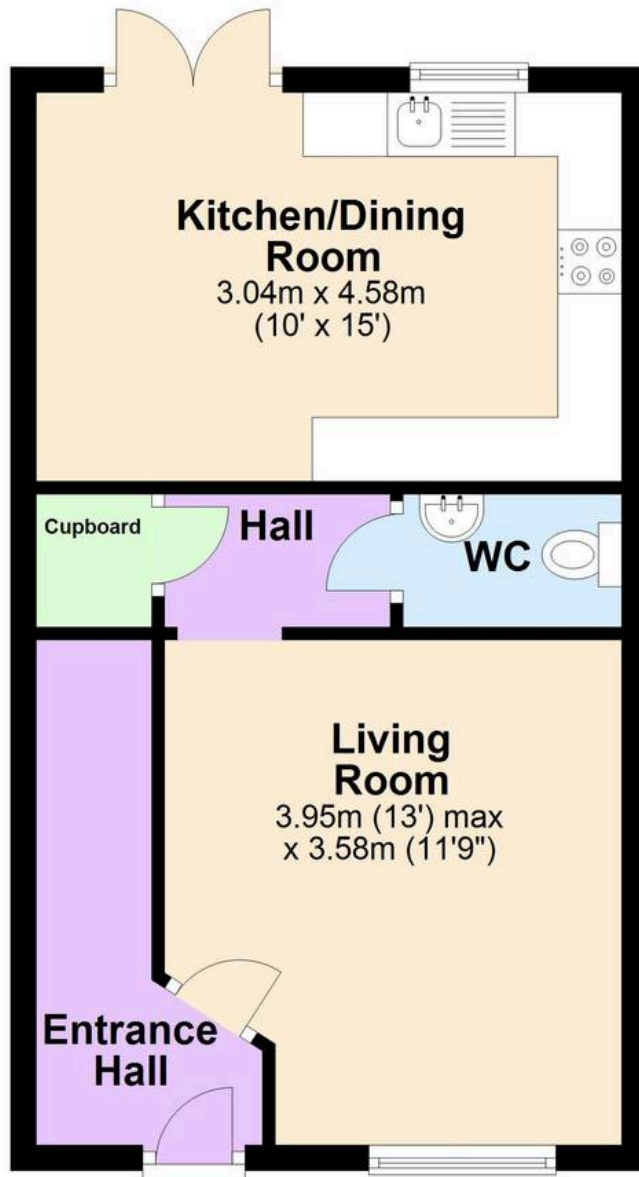 Kitchen/Dining
Room
3.04m x 4.58m
(10' x 15')
Cupboard
Hall
WC
Living
Room
3.95m (13') max
x 3.58m (11'9")
Entrance
Hall